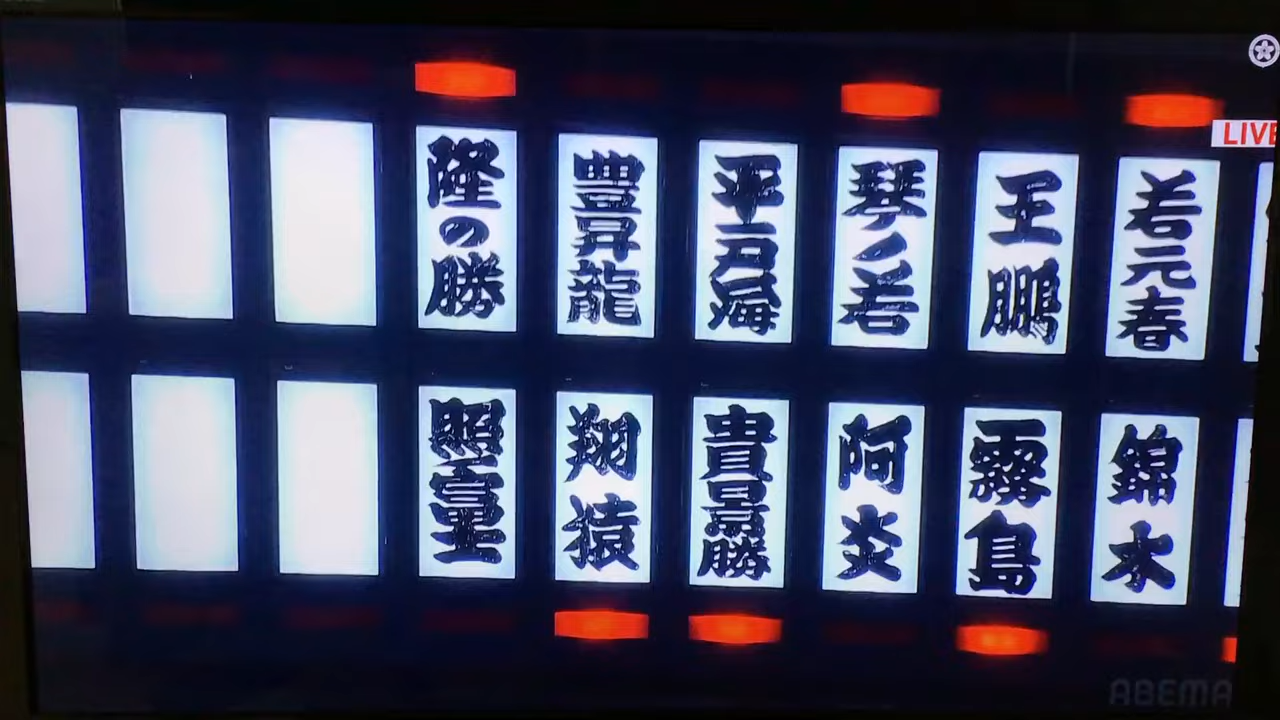 LIVE
隆の勝
豊昇龍
平戸海
琴ノ若
王鵬
若元春
照ノ富士
翔猿
貴景勝
阿炎
霧島
錦木
ABEMA